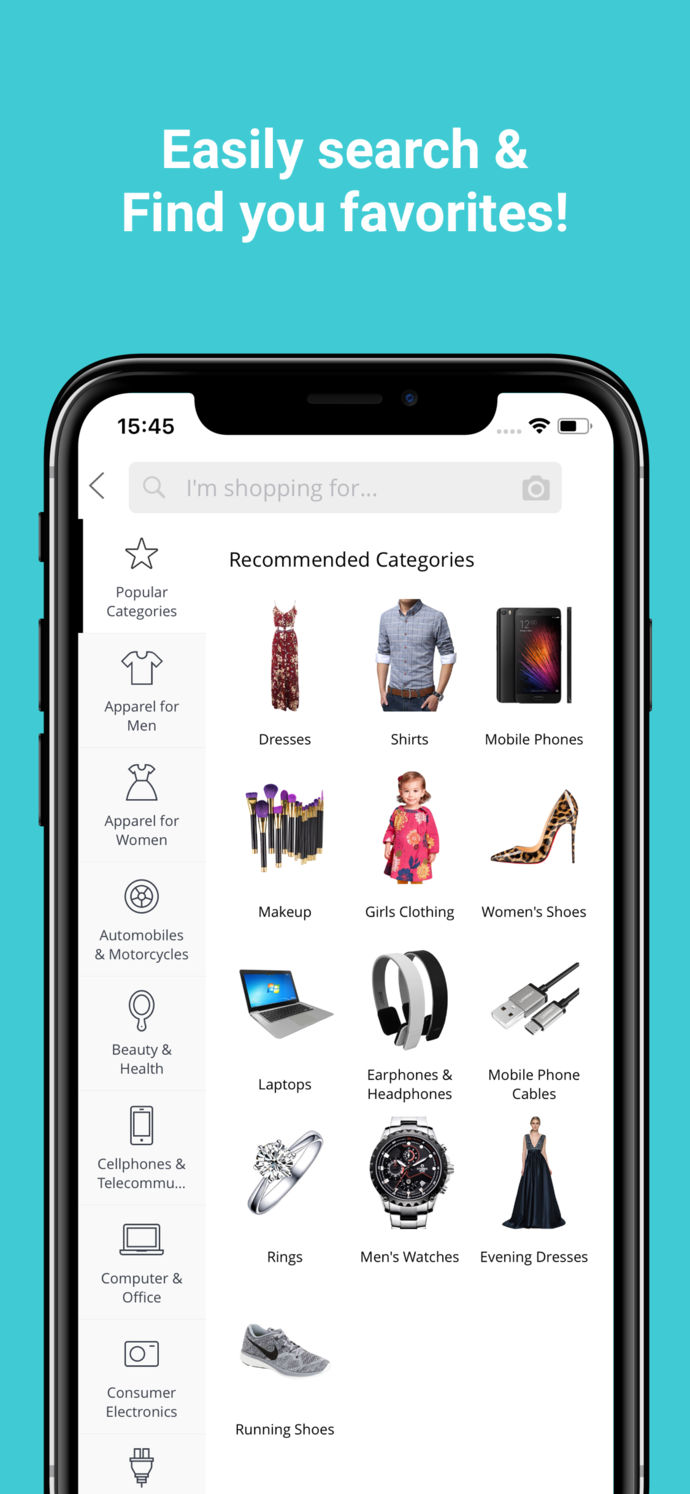 Easily search &
Find you favorites!
15:45
I'm shopping for...
Popular
Categories
Apparel for
Men
Apparel for
Women
Automobiles
& Motorcycles
Beauty &
Health
Cellphones &
Telecommu...
Computer &
Office
Consumer
Electronics
Recommended Categories
Dresses
Shirts
Mobile Phones
Makeup
Girls Clothing
Women's Shoes
Laptops
Earphones &
Headphones
Mobile Phone
Cables
Rings
Men's Watches
Evening Dresses
Running Shoes